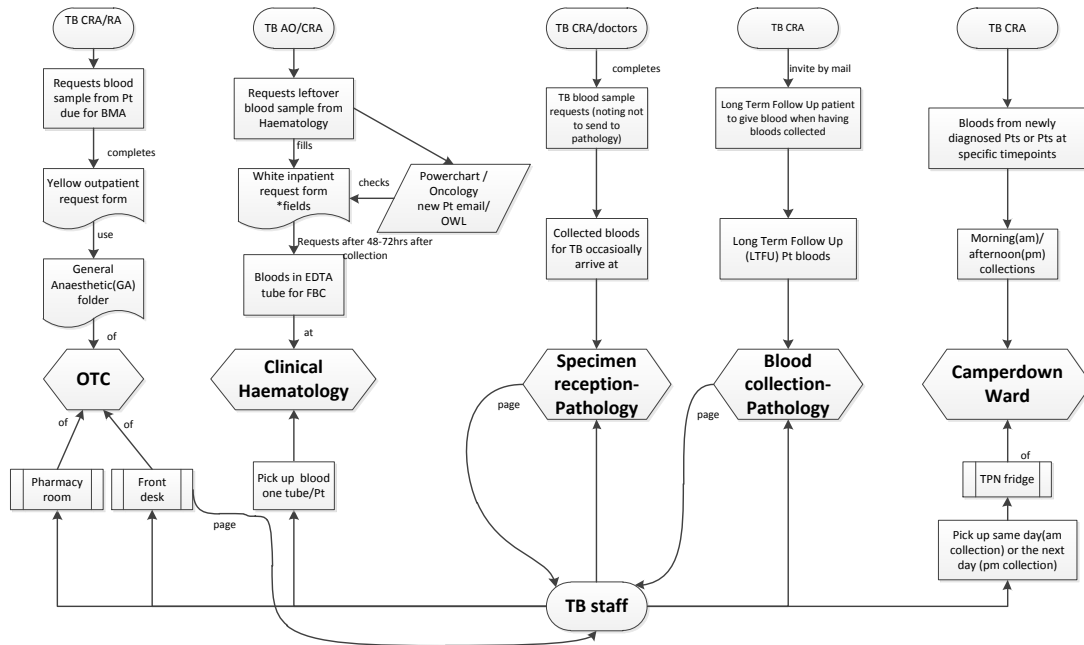 TB CRA/RA
Requests blood
sample from Pt
due for BMA
completes
Yellow outpatient
request form
use
General
Anaesthetic(GA)
folder
of
OTC
of
of
Pharmacy
room
Front
desk
page
TB AO/CRA
Requests leftover
blood sample from
Haematology
fills
White inpatient
request form
*fields
checks
Powerchart /
Oncology
new Pt email/
OWL
Requests after 48-72hrs after
collection
Bloods in EDTA
tube for FBC
at
Clinical
Haematology
Pick up blood
one tube/Pt
TB CRA/doctors
completes
TB blood sample
requests (noting not
to send to
pathology)
Collected bloods
for TB occasioally
arrive at
Specimen
reception-
Pathology
page
TB CRA
invite by mail
Long Term Follow Up patient
to give blood when having
bloods collected
Long Term Follow Up
(LTFU) Pt bloods
Blood
collection-
Pathology
page
TB CRA
Bloods from newly
diagnosed Pts or Pts at
specific timepoints
Morning(am)/
afternoon(pm)
collections
Camperdown
Ward
of
TPN fridge
Pick up same day(am
collection) or the next
day (pm collection)
TB staff